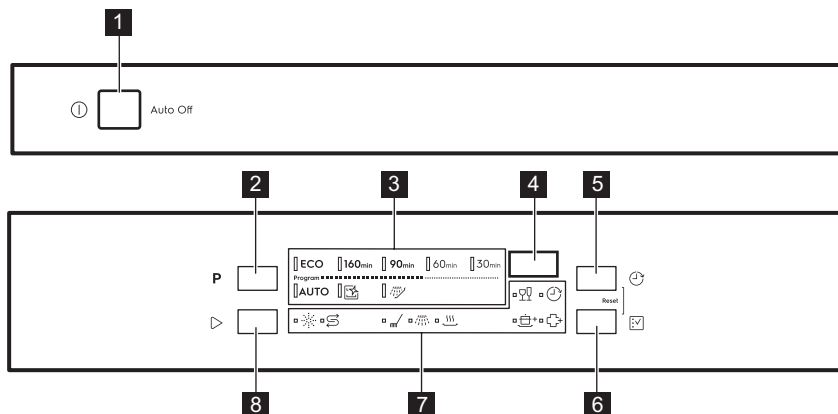 1
Auto Off
2 3 4 5
ECO 160min 90min 60min 30min
P
Program
AUTO
Reset
8 7 6